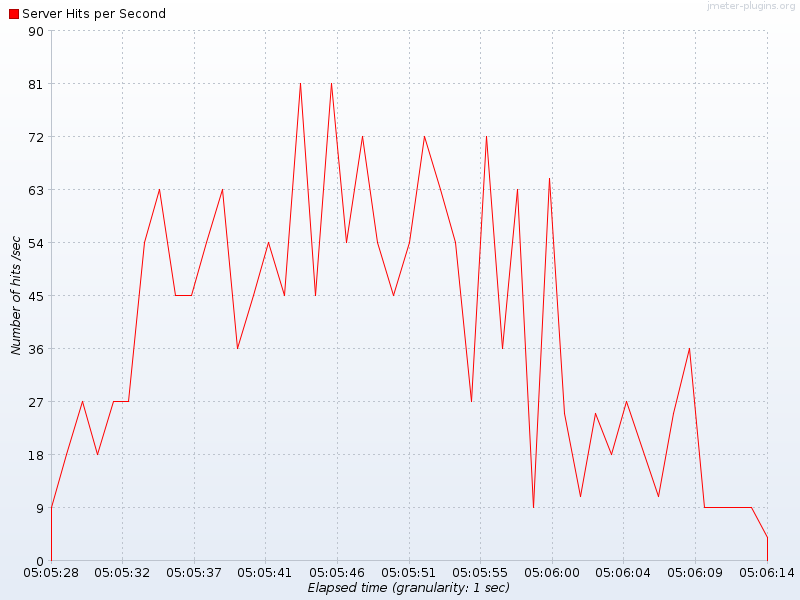 jmeter-plugins.org
Server Hits per Second
90
81
72
63
54
45
36
27
18
9
0
Number of hits /sec
05:05:28 05:05:32 05:05:37 05:05:41 05:05:46 05:05:51 05:05:55 05:06:00 05:06:04 05:06:09 05:06:14
Elapsed time (granularity: 1 sec)